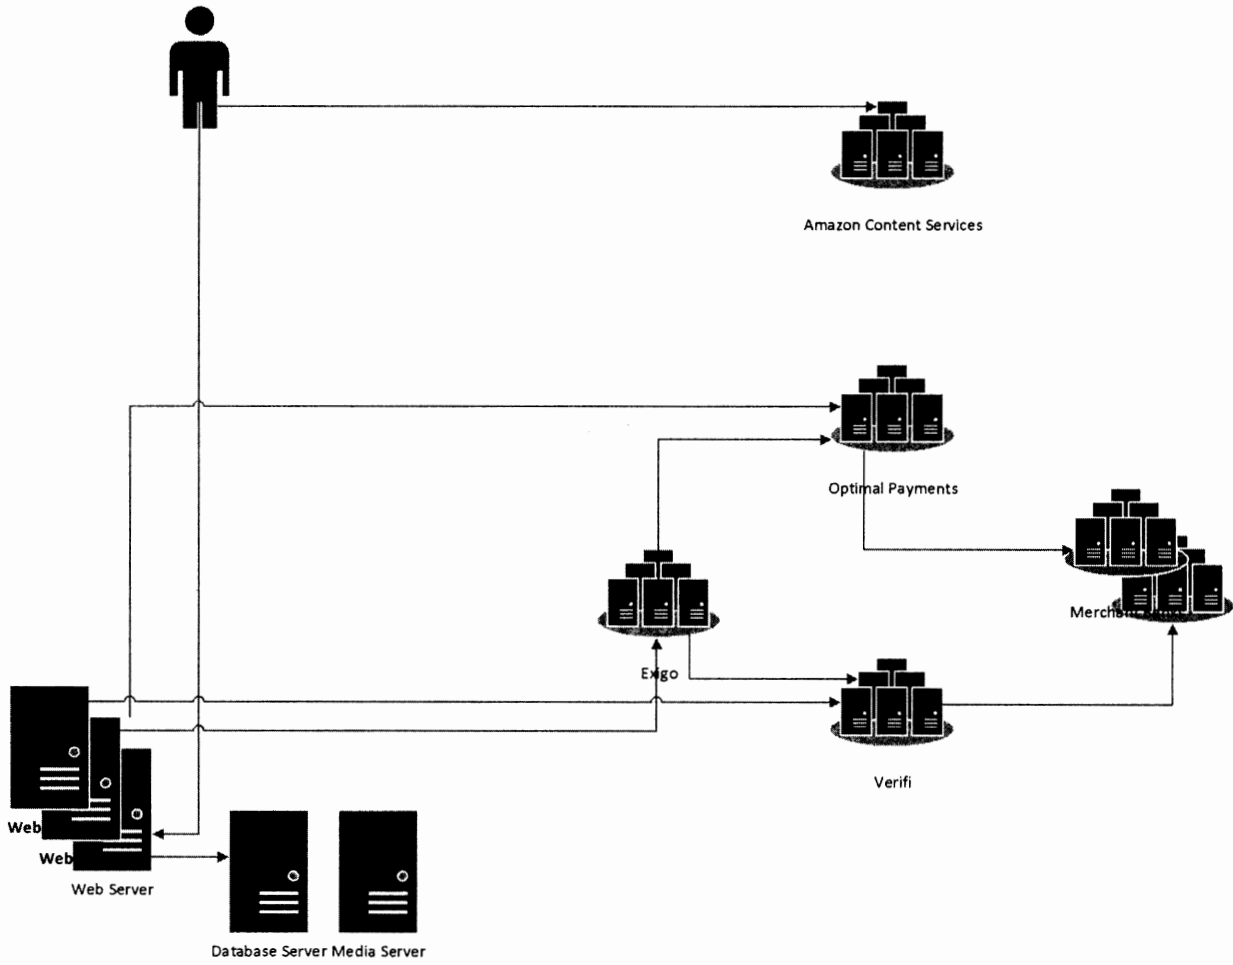 Amazon Content Services
Optimal Payments
Exigo
Verifi
Web
Web
Web Server
Database Server Media Server